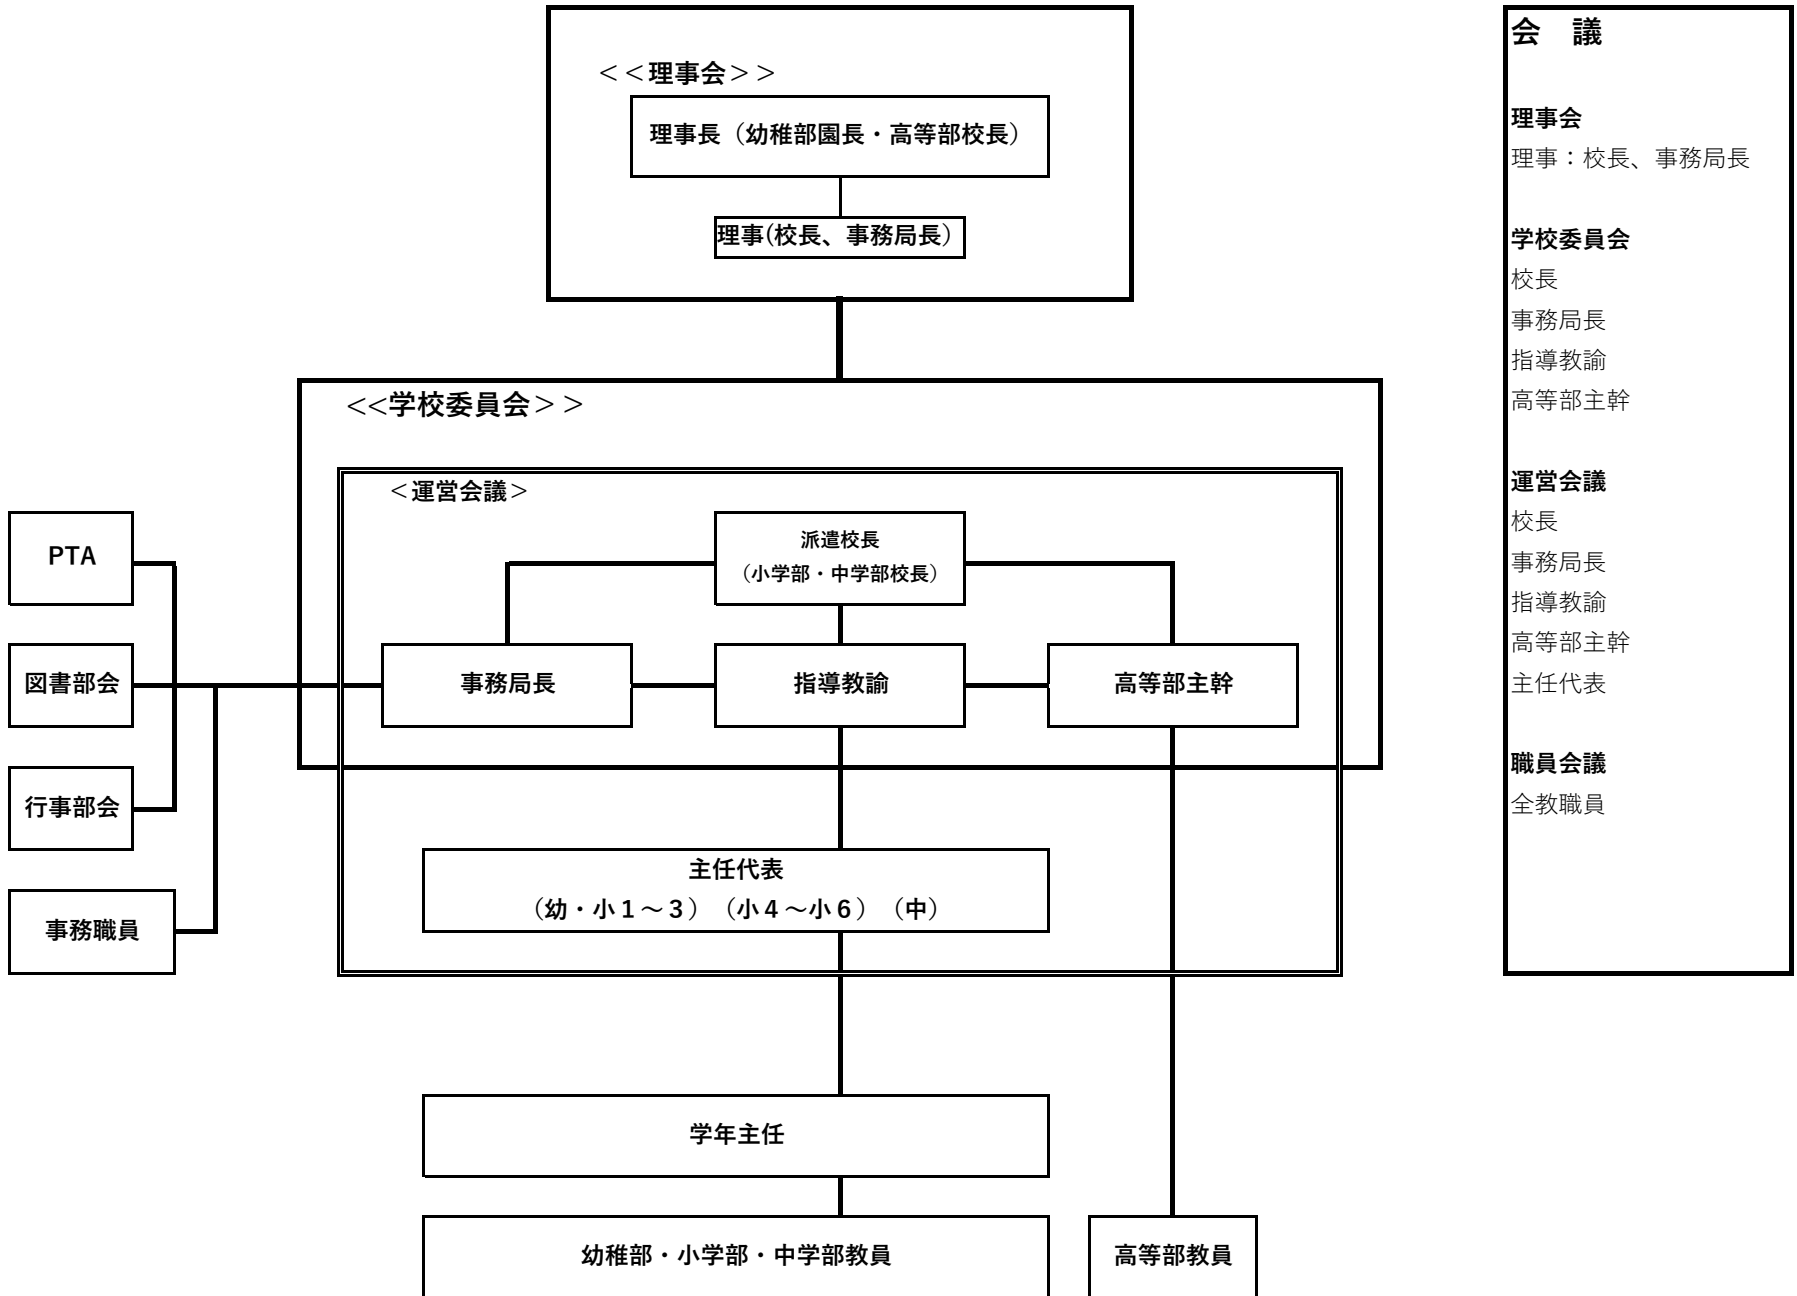 ＜＜理事会＞＞
理事長（幼稚部園長・高等部校長）
理事(校長、事務局長）
<<学校委員会＞＞
＜運営会議＞
派遣校長
（小学部・中学部校長）
PTA
図書部会
行事部会
事務職員
事務局長
指導教諭
高等部主幹
主任代表
（幼・小１～３）（小４～小６）（中）
学年主任
幼稚部・小学部・中学部教員
高等部教員
会　議
理事会
理事：校長、事務局長
学校委員会
校長
事務局長
指導教諭
高等部主幹
運営会議
校長
事務局長
指導教諭
高等部主幹
主任代表
職員会議
全教職員